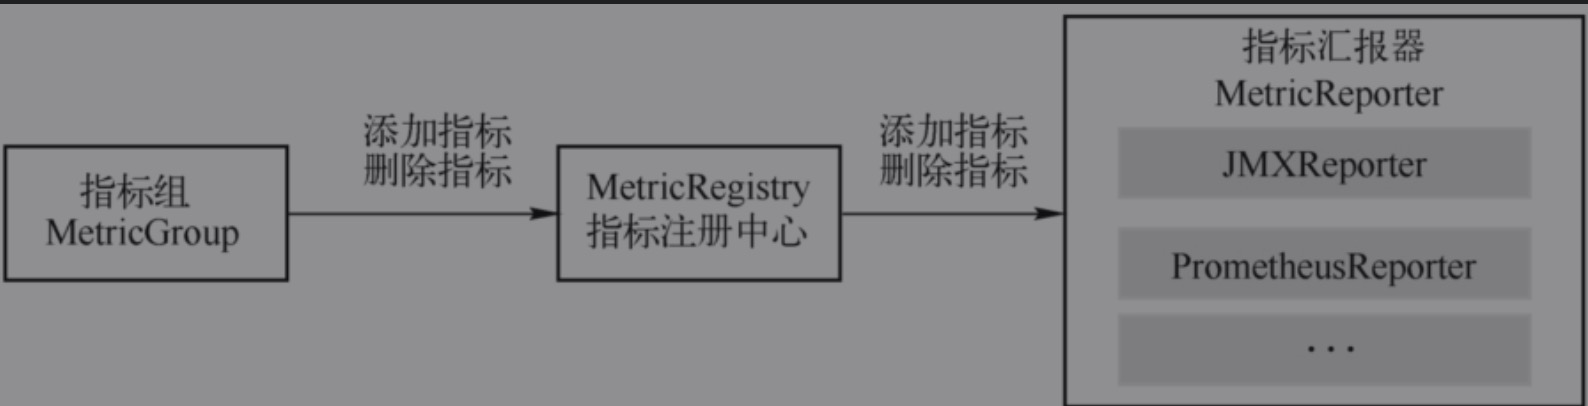 指标组
MetricGroup
添加指标
删除指标
MetricRegistry
指标注册中心
添加指标
删除指标
指标汇报器
MetricReporter
JMXReporter
PrometheusReporter
...